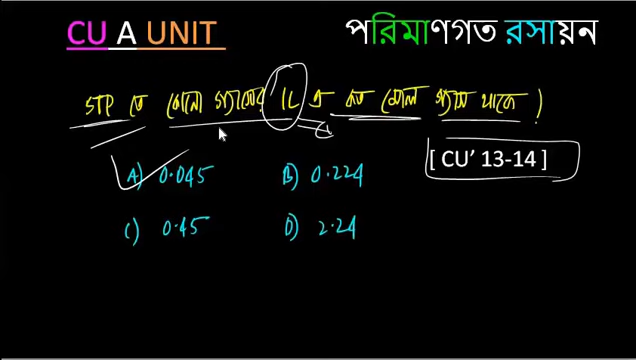 CU A UNIT
পরিমাণগত রসায়ন
STP তে কোনো গ্যাসের 1L এ কত মোল গ্যাস থাকে ?
[ CU' 13-14 ]
A) 0.045
B) 0.224
C) 0.45
D) 2.24